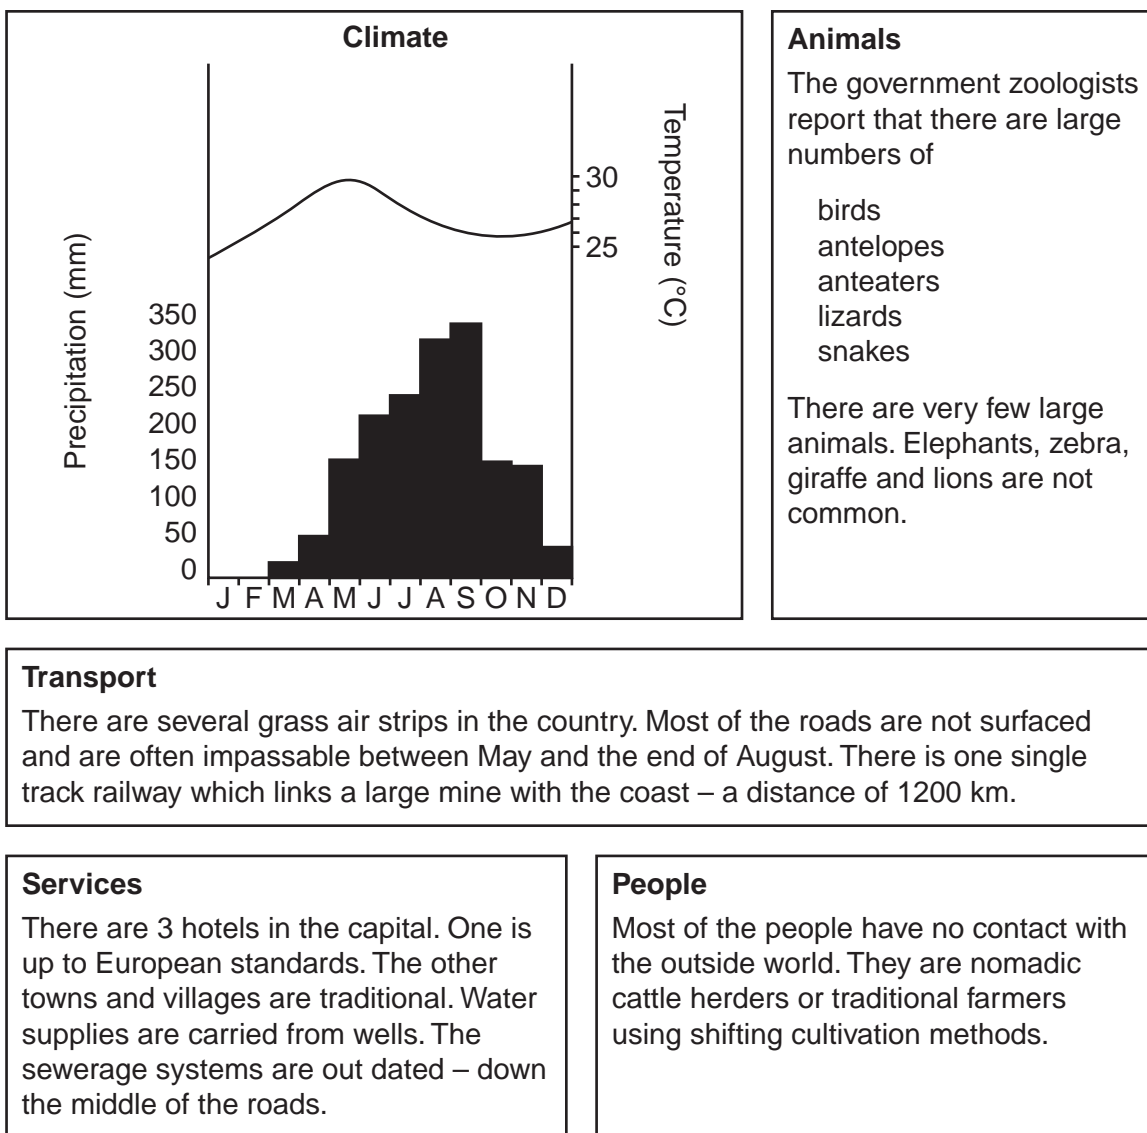 Climate
Precipitation (mm)
350
300
250
200
150
100
50
0
J F M A M J J A S O N D
30
25
Temperature (°C)
Animals
The government zoologists
report that there are large
numbers of
birds
antelopes
anteaters
lizards
snakes
There are very few large
animals. Elephants, zebra,
giraffe and lions are not
common.
Transport
There are several grass air strips in the country. Most of the roads are not surfaced
and are often impassable between May and the end of August. There is one single
track railway which links a large mine with the coast – a distance of 1200 km.
Services
There are 3 hotels in the capital. One is
up to European standards. The other
towns and villages are traditional. Water
supplies are carried from wells. The
sewerage systems are out dated – down
the middle of the roads.
People
Most of the people have no contact with
the outside world. They are nomadic
cattle herders or traditional farmers
using shifting cultivation methods.